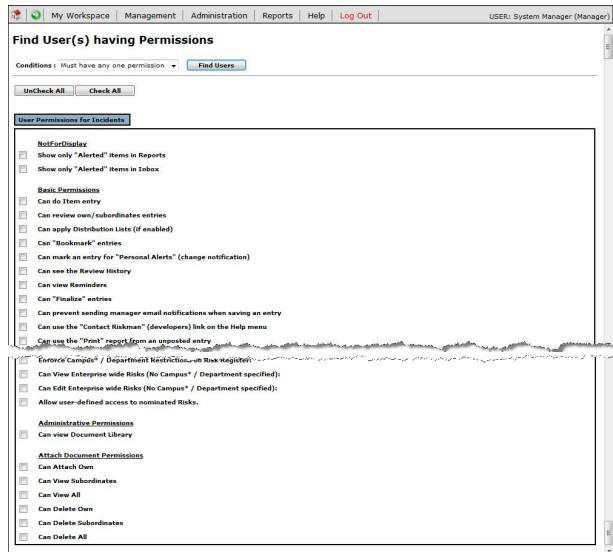 My Workspace | Management | Administration | Reports | Help | Log Out | USER: System Manager (Manager)
Find User(s) having Permissions
Conditions : Must have any one permission Find Users
UnCheck All Check All
User Permissions for Incidents
NotForDisplay
Show only "Alerted" items in Reports
Show only "Alerted" items in Inbox
Basic Permissions
Can do Item entry
Can review own/subordinates entries
Can apply Distribution Lists (if enabled)
Can "Bookmark" entries
Can mark an entry for "Personal Alerts" (change notification)
Can see the Review History
Can view Reminders
Can "Finalize" entries
Can prevent sending manager email notifications when saving an entry
Can use the "Contact Riskman" (developers) link on the Help menu
Can use the "Print" report from an unposted entry
Enforce Campus* / Department Restriction on Risk Register:
Can View Enterprise wide Risks (No Campus* / Department specified):
Can Edit Enterprise wide Risks (No Campus* / Department specified):
Allow user-defined access to nominated Risks.
Administrative Permissions
Can view Document Library
Attach Document Permissions
Can Attach Own
Can View Subordinates
Can View All
Can Delete Own
Can Delete Subordinates
Can Delete All